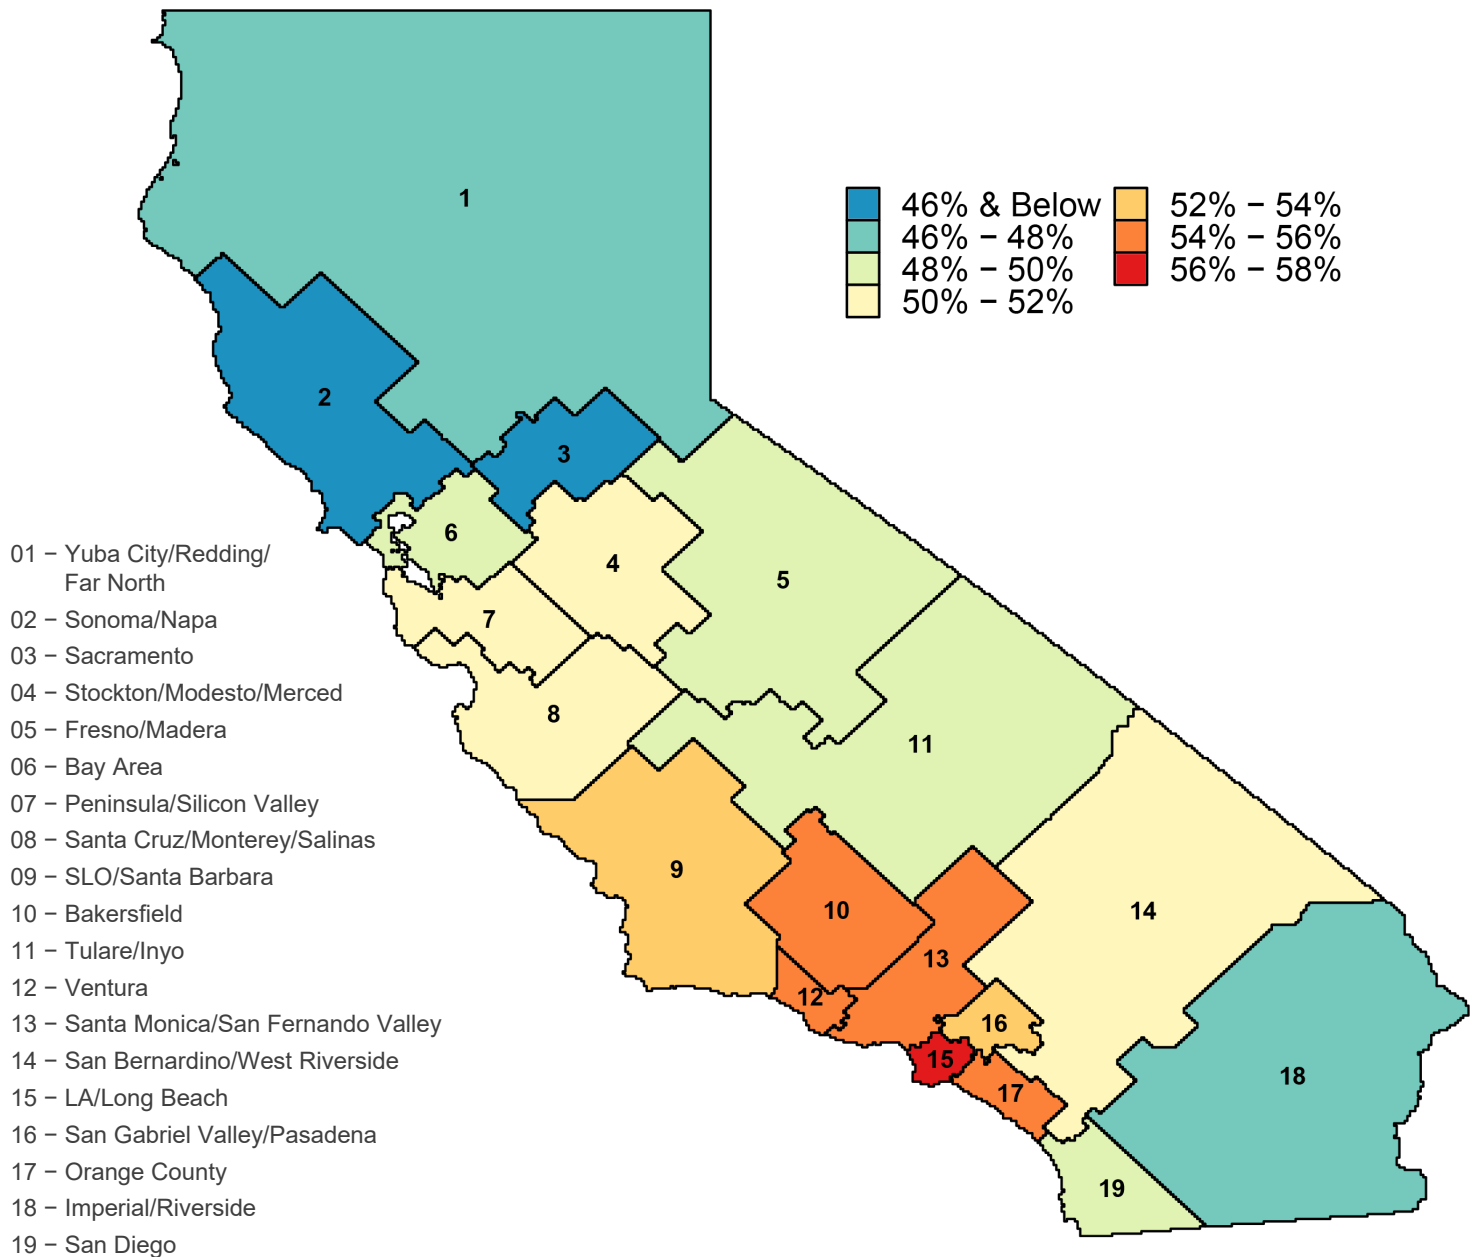 1
46% & Below
52% − 54%
46% − 48%
54% − 56%
48% − 50%
56% − 58%
50% − 52%
2
3
6
4
5
7
8
11
9
10
14
13
12
16
15
18
17
19
01 − Yuba City/Redding/
Far North
02 − Sonoma/Napa
03 − Sacramento
04 − Stockton/Modesto/Merced
05 − Fresno/Madera
06 − Bay Area
07 − Peninsula/Silicon Valley
08 − Santa Cruz/Monterey/Salinas
09 − SLO/Santa Barbara
10 − Bakersfield
11 − Tulare/Inyo
12 − Ventura
13 − Santa Monica/San Fernando Valley
14 − San Bernardino/West Riverside
15 − LA/Long Beach
16 − San Gabriel Valley/Pasadena
17 − Orange County
18 − Imperial/Riverside
19 − San Diego